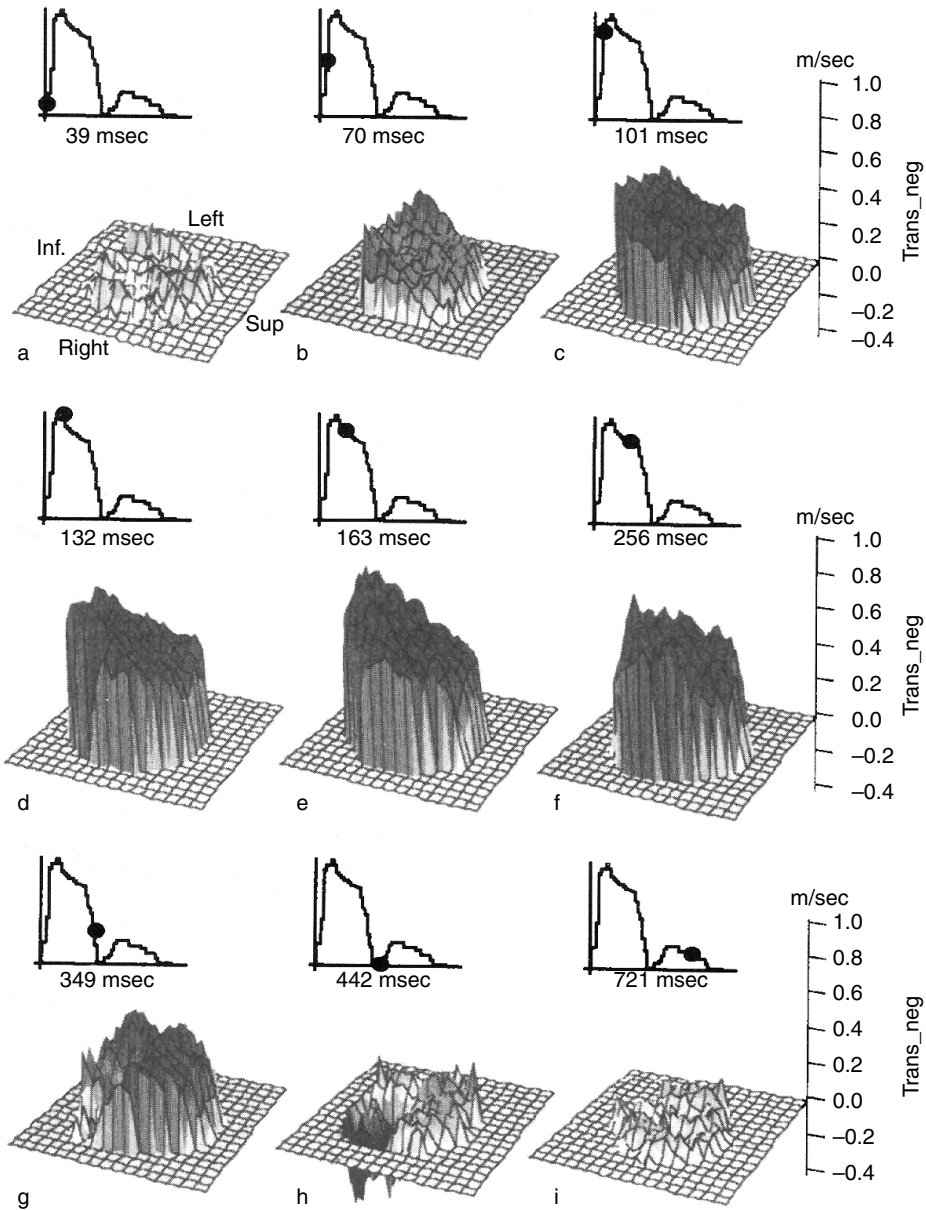 39 msec
70 msec
101 msec
m/sec
1.0
0.8
0.6
0.4
0.2
0.0
−0.2
−0.4
Trans_neg
Left
Inf.
Sup
Right
a
b
c
132 msec
163 msec
256 msec
m/sec
1.0
0.8
0.6
0.4
0.2
0.0
−0.2
−0.4
Trans_neg
d
e
f
349 msec
442 msec
721 msec
m/sec
1.0
0.8
0.6
0.4
0.2
0.0
−0.2
−0.4
Trans_neg
g
h
i